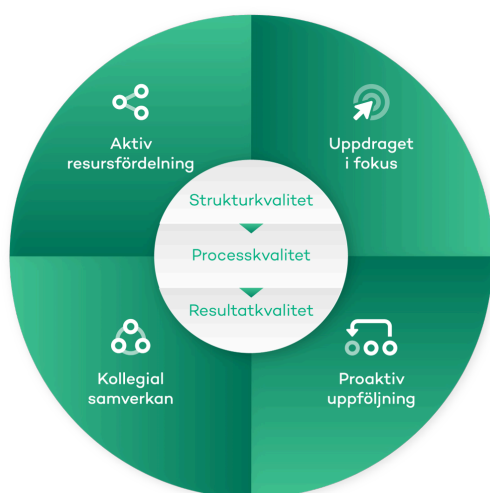 Aktiv
resursfördelning
Uppdraget
i fokus
Strukturkvalitet
Processkvalitet
Resultatkvalitet
Kollegial
samverkan
Proaktiv
uppföljning